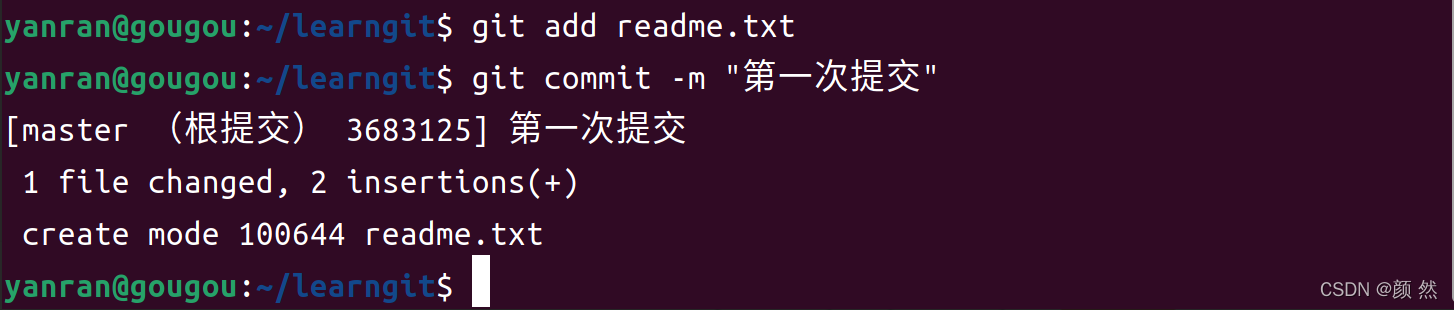 yanran@gougou:~/learngit$ git add readme.txt
yanran@gougou:~/learngit$ git commit -m "第一次提交"
[master （根提交） 3683125] 第一次提交
 1 file changed, 2 insertions(+)
 create mode 100644 readme.txt
yanran@gougou:~/learngit$
CSDN @颜 然